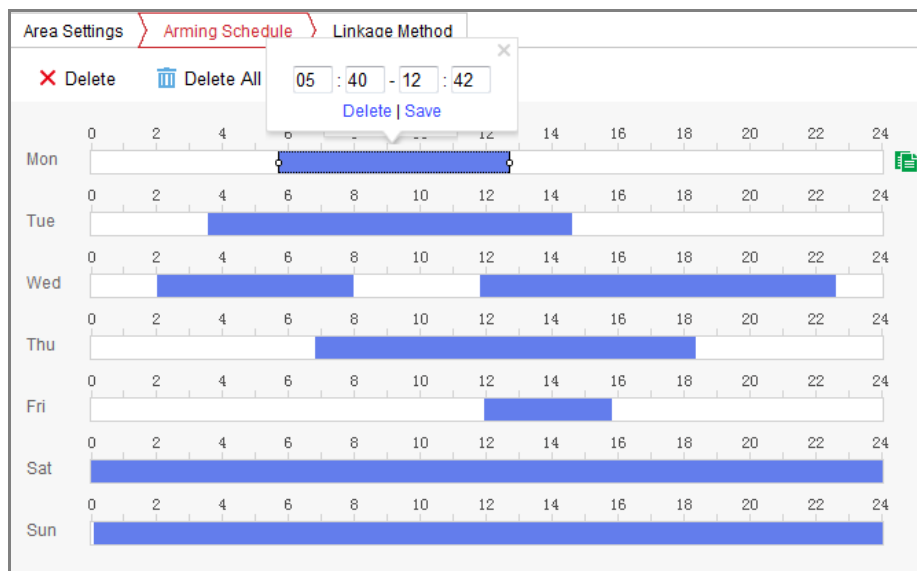 Area Settings Arming Schedule Linkage Method
Delete Delete All
05 : 40 - 12 : 42
Delete | Save
0 2 4 6 12 14 16 18 20 22 24
Mon
0 2 4 6 8 10 12 14 16 18 20 22 24
Tue
0 2 4 6 8 10 12 14 16 18 20 22 24
Wed
0 2 4 6 8 10 12 14 16 18 20 22 24
Thu
0 2 4 6 8 10 12 14 16 18 20 22 24
Fri
0 2 4 6 8 10 12 14 16 18 20 22 24
Sat
0 2 4 6 8 10 12 14 16 18 20 22 24
Sun